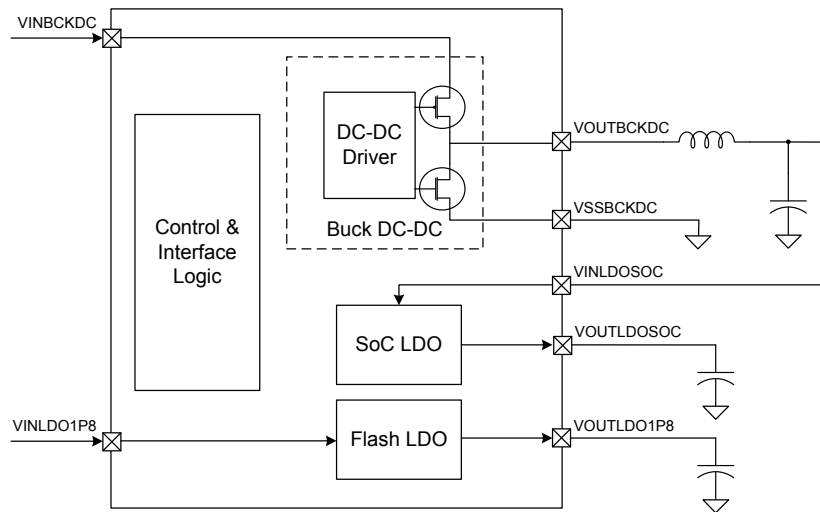 VINBCKDC
DC-DC
Driver
Buck DC-DC
VOUTBCKDC
VSSBCKDC
Control &
Interface
Logic
VINLDOSOC
SoC LDO
VOUTLDOSOC
VINLDO1P8
Flash LDO
VOUTLDO1P8